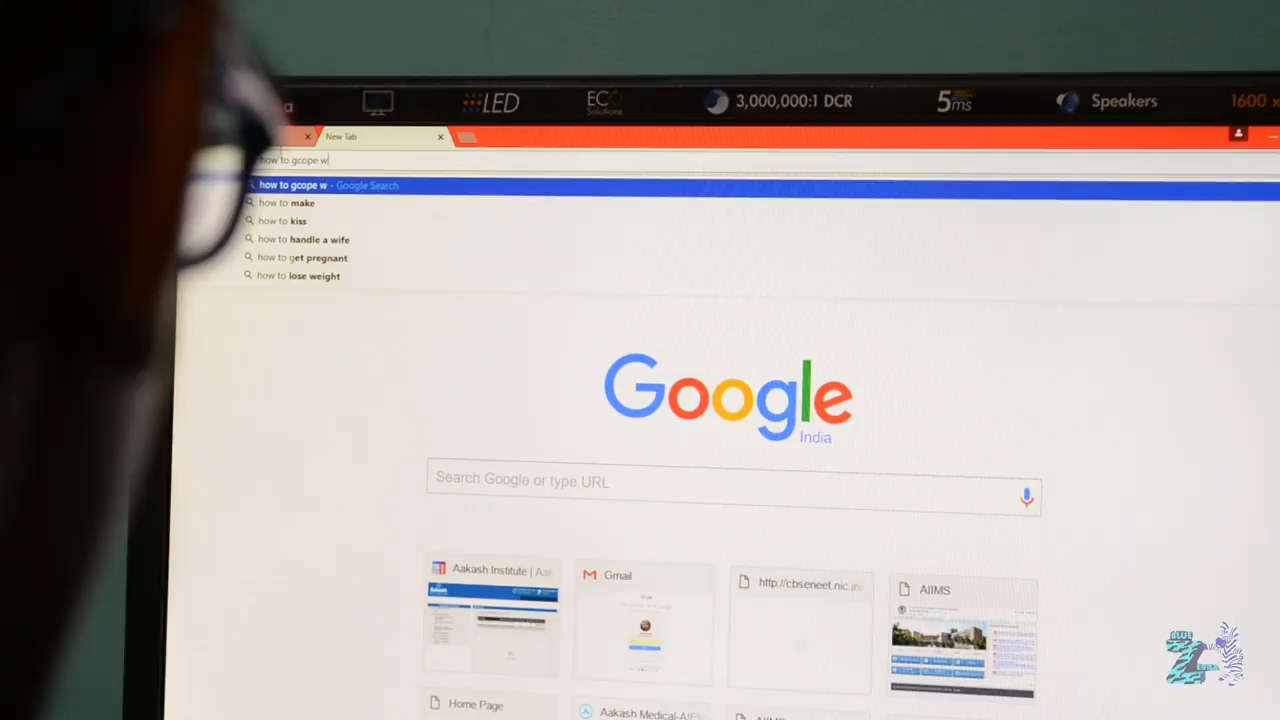 LED
ECO
Solutions
3,000,000:1 DCR
5ms
Speakers
1600 x
New Tab
how to gcope w
how to gcope w - Google Search
how to make
how to kiss
how to handle a wife
how to get pregnant
how to lose weight
Google
India
Search Google or type URL
Aakash Institute | Aa
Gmail
http://cbseneet.nic.in
AIIMS
Home Page
Aakash Medical-AIP
AIIMS
BLUE
ZEBRA